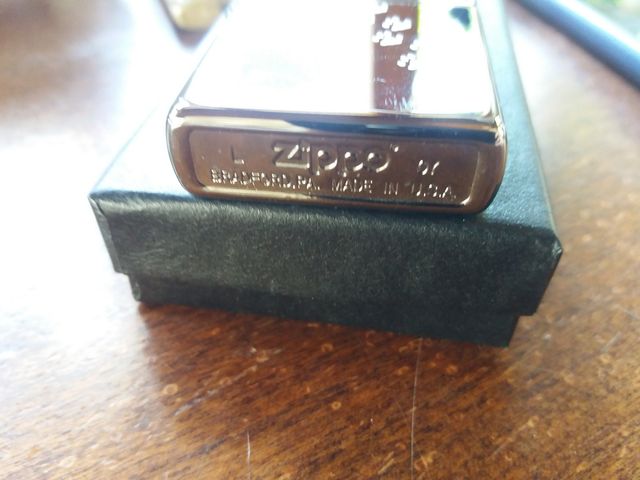 L Zippo 07
BRADFORD,PA. MADE IN U.S.A.